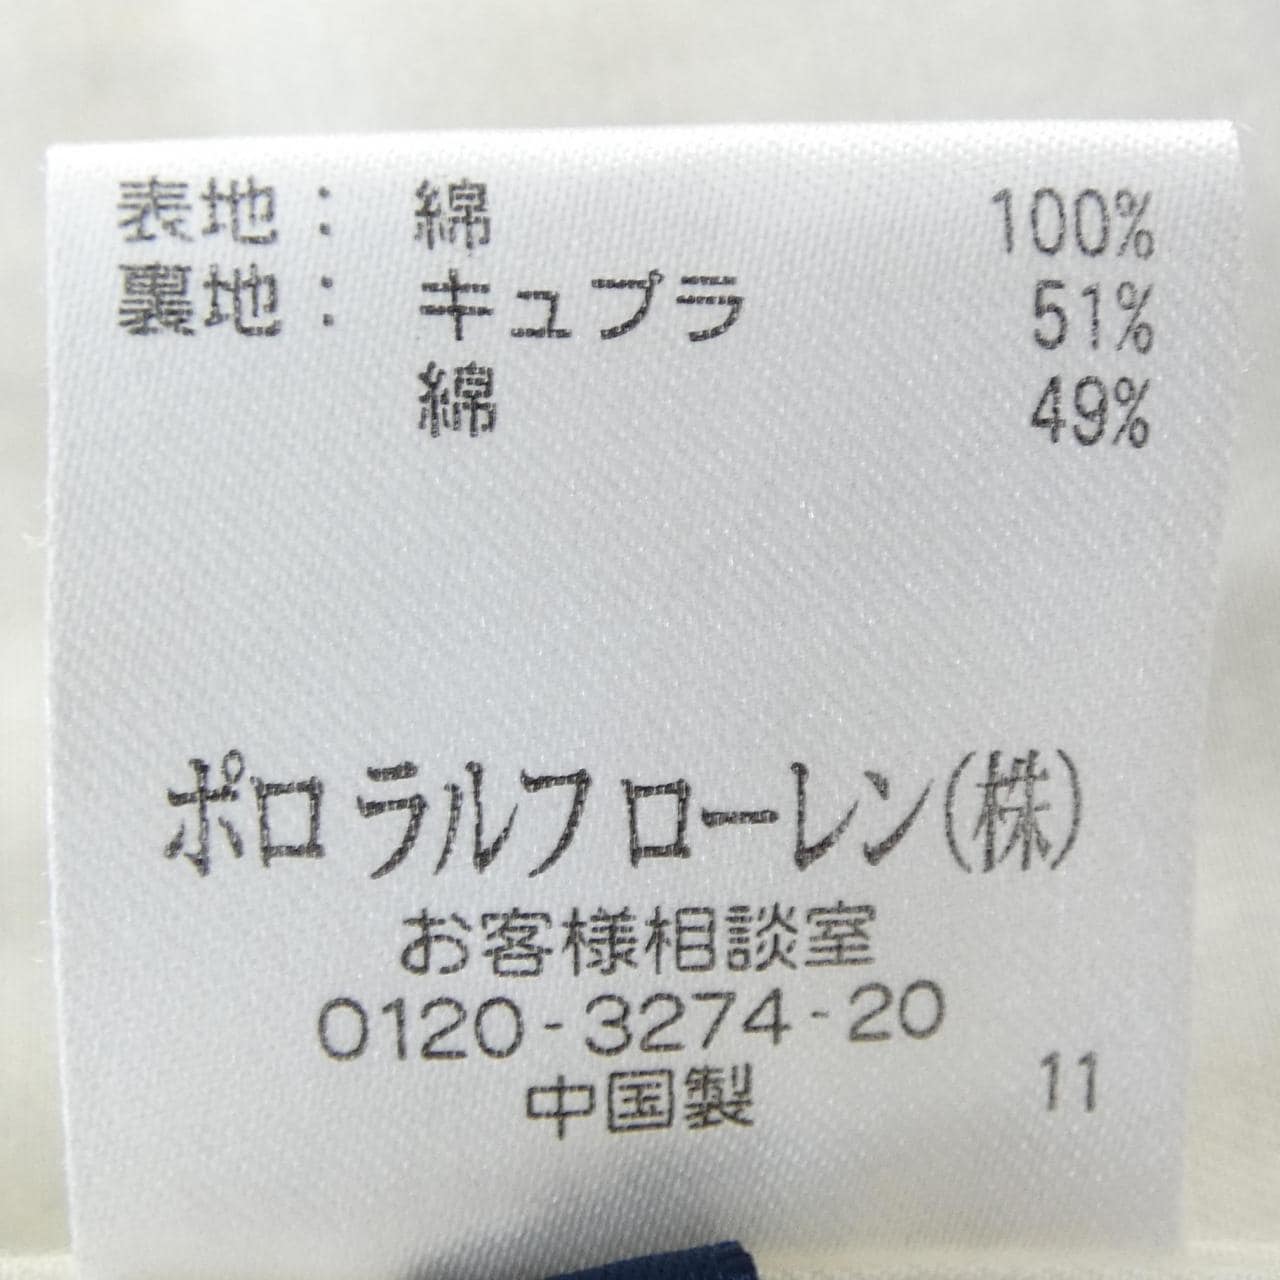 表地： 綿 100%
裏地： キュプラ 51%
綿 49%
ポロ ラルフ ローレン(株)
お客様相談室
0120-3274-20
中国製 11